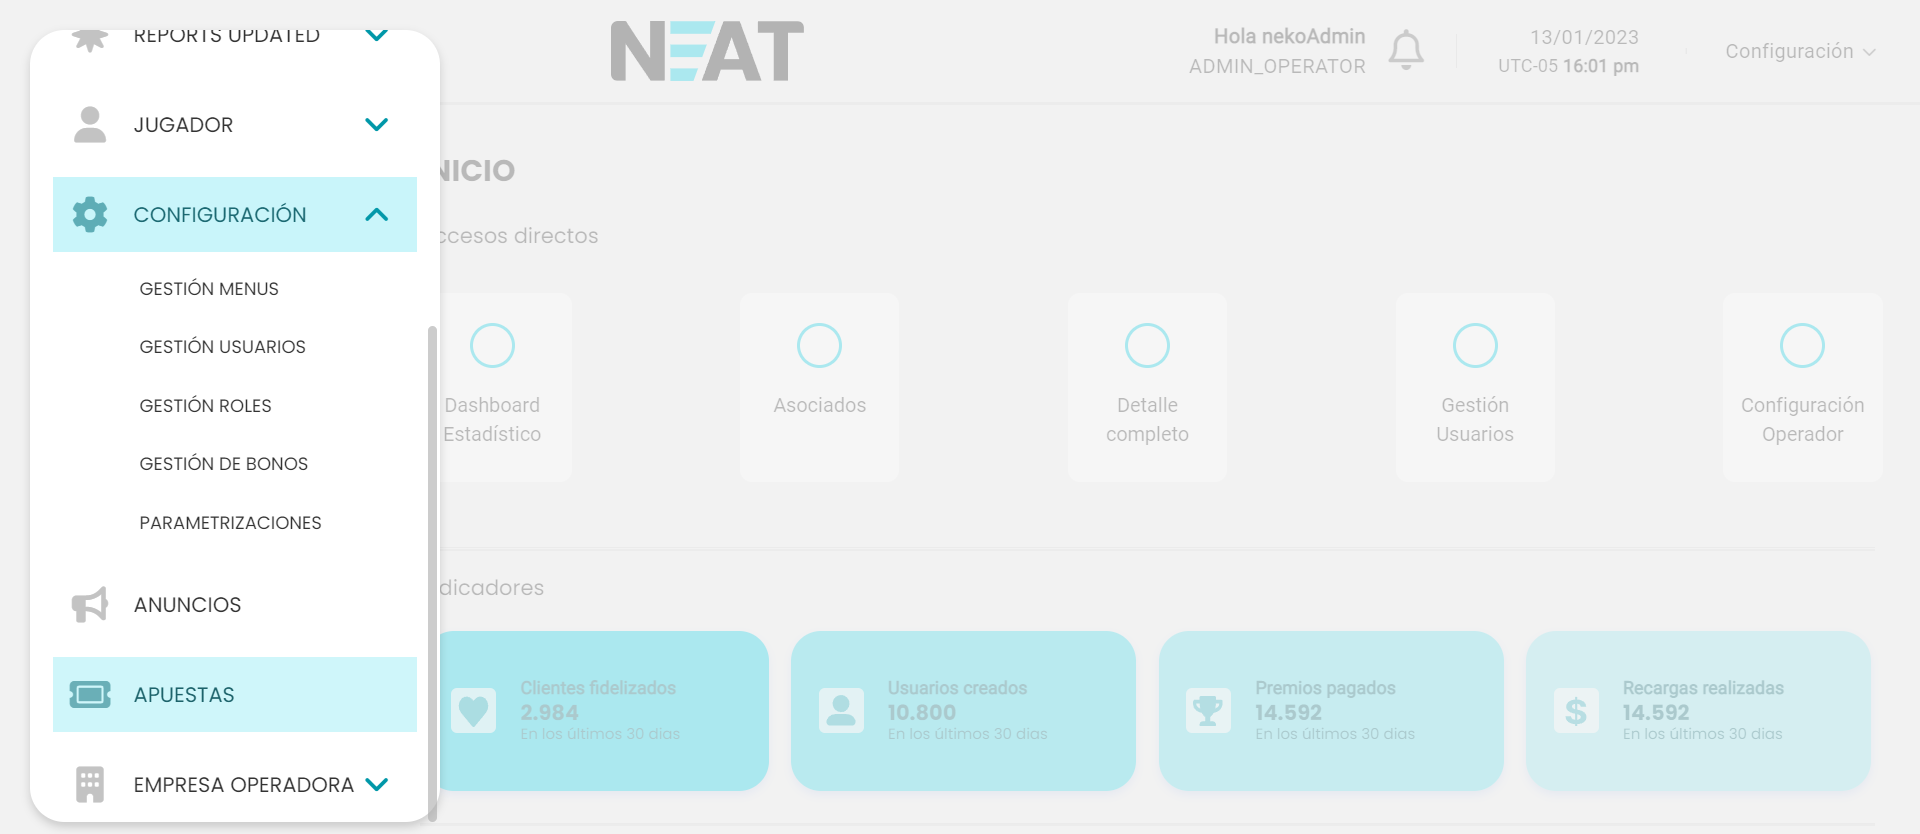 REPORTS UPDATED
JUGADOR
CONFIGURACIÓN
GESTIÓN MENUS
GESTIÓN USUARIOS
GESTIÓN ROLES
GESTIÓN DE BONOS
PARAMETRIZACIONES
ANUNCIOS
APUESTAS
EMPRESA OPERADORA
NEAT
Hola nekoAdmin
ADMIN_OPERATOR
13/01/2023
UTC-05 16:01 pm
Configuración
NICIO
ccesos directos
Dashboard
Estadístico
Asociados
Detalle
completo
Gestión
Usuarios
Configuración
Operador
dicadores
Clientes fidelizados
2.984
En los últimos 30 dias
Usuarios creados
10.800
En los últimos 30 dias
Premios pagados
14.592
En los últimos 30 dias
Recargas realizadas
14.592
En los últimos 30 dias